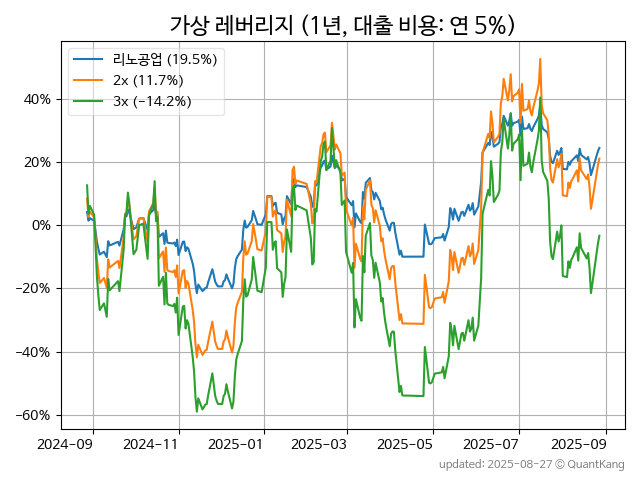 가상 레버리지 (1년, 대출 비용: 연 5%)
리노공업 (19.5%)
2x (11.7%)
3x (−14.2%)
40%
20%
0%
−20%
−40%
−60%
2024-09 2024-11 2025-01 2025-03 2025-05 2025-07 2025-09
updated: 2025-08-27 © QuantKang